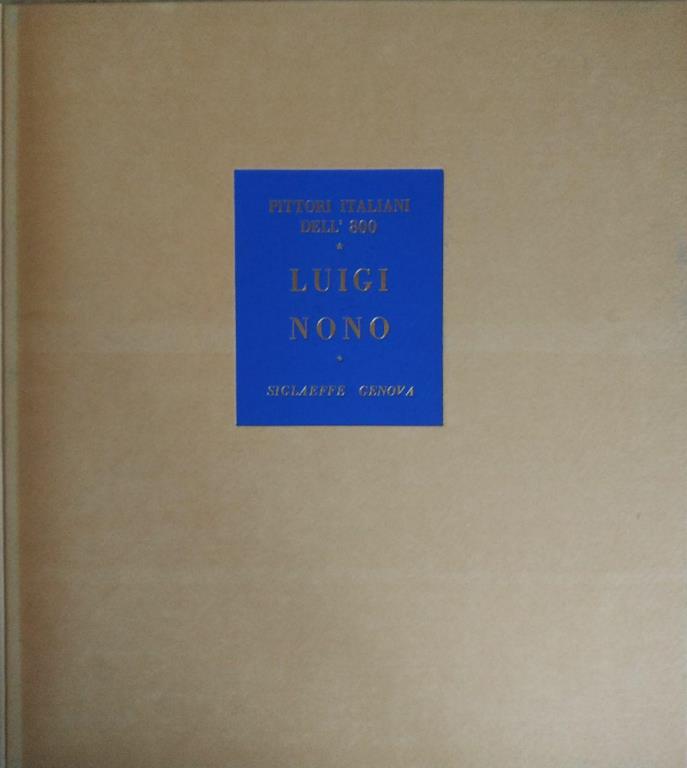 PITTORI ITALIANI
DELL' 800
*
LUIGI
NONO
*
SIGLAEFFE GENOVA